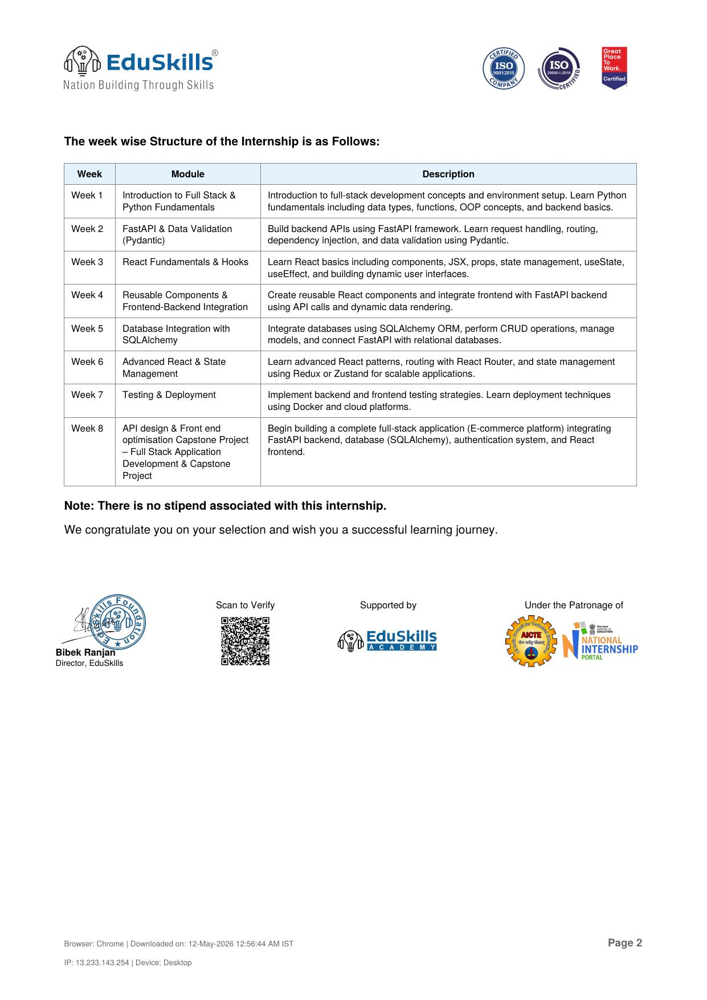 EduSkills®
Nation Building Through Skills
CERTIFIED
ISO
9001:2015
COMPANY
ISO
20000-1:2018
CERTIFIED
Great
Place
To
Work.
Certified
The week wise Structure of the Internship is as Follows:
Week Module Description
Week 1 Introduction to Full Stack & Introduction to full-stack development concepts and environment setup. Learn Python
Python Fundamentals fundamentals including data types, functions, OOP concepts, and backend basics.
Week 2 FastAPI & Data Validation Build backend APIs using FastAPI framework. Learn request handling, routing,
(Pydantic) dependency injection, and data validation using Pydantic.
Week 3 React Fundamentals & Hooks Learn React basics including components, JSX, props, state management, useState,
useEffect, and building dynamic user interfaces.
Week 4 Reusable Components & Create reusable React components and integrate frontend with FastAPI backend
Frontend-Backend Integration using API calls and dynamic data rendering.
Week 5 Database Integration with Integrate databases using SQLAlchemy ORM, perform CRUD operations, manage
SQLAlchemy models, and connect FastAPI with relational databases.
Week 6 Advanced React & State Learn advanced React patterns, routing with React Router, and state management
Management using Redux or Zustand for scalable applications.
Week 7 Testing & Deployment Implement backend and frontend testing strategies. Learn deployment techniques
using Docker and cloud platforms.
Week 8 API design & Front end Begin building a complete full-stack application (E-commerce platform) integrating
optimisation Capstone Project FastAPI backend, database (SQLAlchemy), authentication system, and React
– Full Stack Application frontend.
Development & Capstone
Project
Note: There is no stipend associated with this internship.
We congratulate you on your selection and wish you a successful learning journey.
EduSkills Foundation
Bibek Ranjan
Director, EduSkills
Scan to Verify
Supported by
EduSkills
ACADEMY
Under the Patronage of
All India Council for Technical Education
AICTE
MINISTRY OF
EDUCATION
NATIONAL
INTERNSHIP
PORTAL
Browser: Chrome | Downloaded on: 12-May-2026 12:56:44 AM IST
Page 2
IP: 13.233.143.254 | Device: Desktop